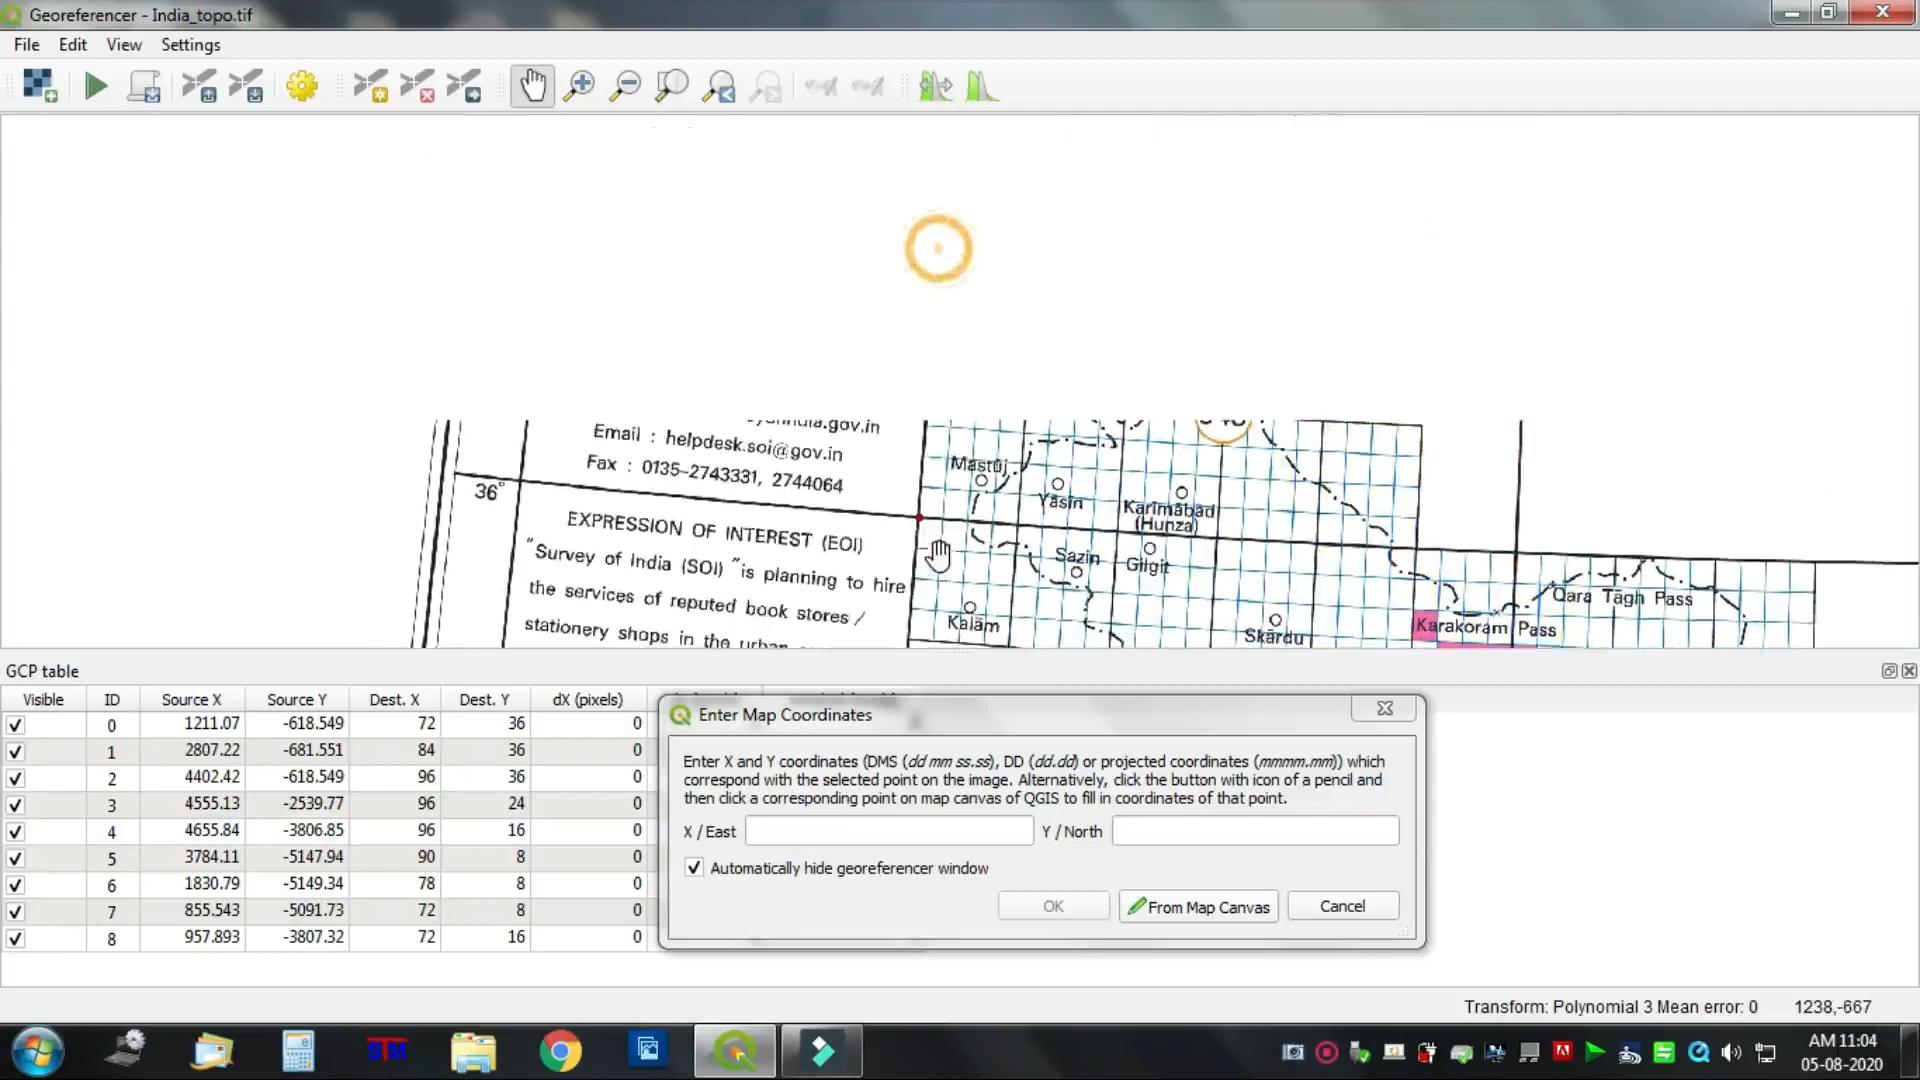 Georeferencer - India_topo.tif
File Edit View Settings
Email : helpdesk.soi@gov.in
Fax : 0135-2743331, 2744064
36°
EXPRESSION OF INTEREST (EOI)
"Survey of India (SOI) "is planning to hire
the services of reputed book stores /
stationery shops in the urban
Mastūj
Yāsin
Karīmābād
(Hunza)
Sazin
Gilgit
Kalām
Skārdu
Qara Tāgh Pass
Karakoram Pass
GCP table
Visible ID Source X Source Y Dest. X Dest. Y dX (pixels)
0 1211.07 -618.549 72 36 0
1 2807.22 -681.551 84 36 0
2 4402.42 -618.549 96 36 0
3 4555.13 -2539.77 96 24 0
4 4655.84 -3806.85 96 16 0
5 3784.11 -5147.94 90 8 0
6 1830.79 -5149.34 78 8 0
7 855.543 -5091.73 72 8 0
8 957.893 -3807.32 72 16 0
Enter Map Coordinates
Enter X and Y coordinates (DMS (dd mm ss.ss), DD (dd.dd) or projected coordinates (mmmm.mm)) which
correspond with the selected point on the image. Alternatively, click the button with icon of a pencil and
then click a corresponding point on map canvas of QGIS to fill in coordinates of that point.
X / East Y / North
Automatically hide georeferencer window
OK From Map Canvas Cancel
Transform: Polynomial 3 Mean error: 0 1238,-667
STM
AM 11:04
05-08-2020